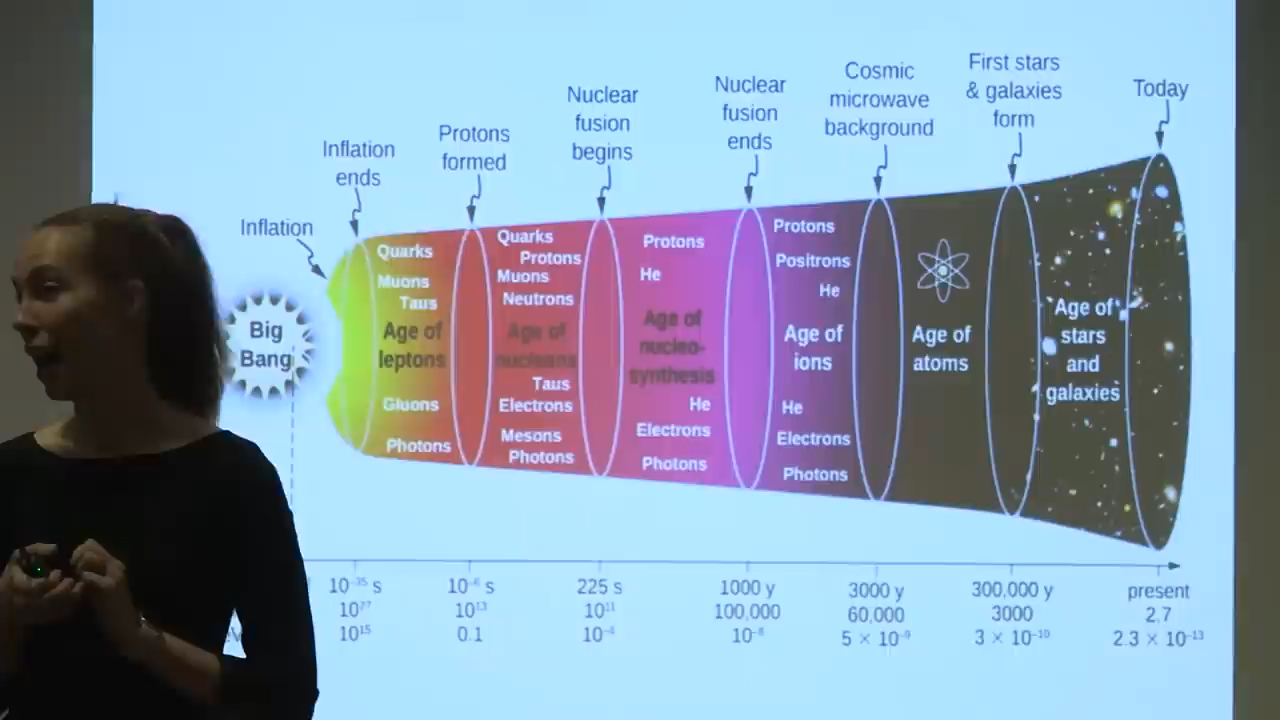 Inflation
Inflation
ends
Protons
formed
Nuclear
fusion
begins
Nuclear
fusion
ends
Cosmic
microwave
background
First stars
& galaxies
form
Today
Big
Bang
Quarks
Muons
Taus
Age of
leptons
Gluons
Photons
Quarks
Protons
Muons
Neutrons
Age of
nucleons
Taus
Electrons
Mesons
Photons
Protons
He
Age of
nucleo-
synthesis
He
Electrons
Photons
Protons
Positrons
He
Age of
ions
He
Electrons
Photons
Age of
atoms
Age of
stars
and
galaxies
10⁻³⁵ s 10⁻⁶ s 225 s 1000 y 3000 y 300,000 y present
10²⁷ 10¹³ 10¹¹ 100,000 60,000 3000 2.7
10¹⁵ 0.1 10⁻⁴ 10⁻⁸ 5 × 10⁻⁹ 3 × 10⁻¹⁰ 2.3 × 10⁻¹³